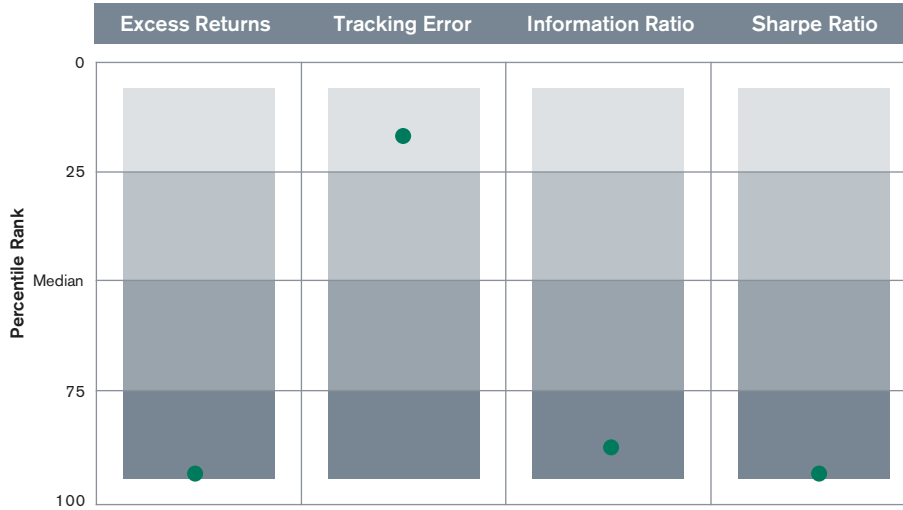 Excess Returns Tracking Error Information Ratio Sharpe Ratio
0
25
Median
75
100
Percentile Rank